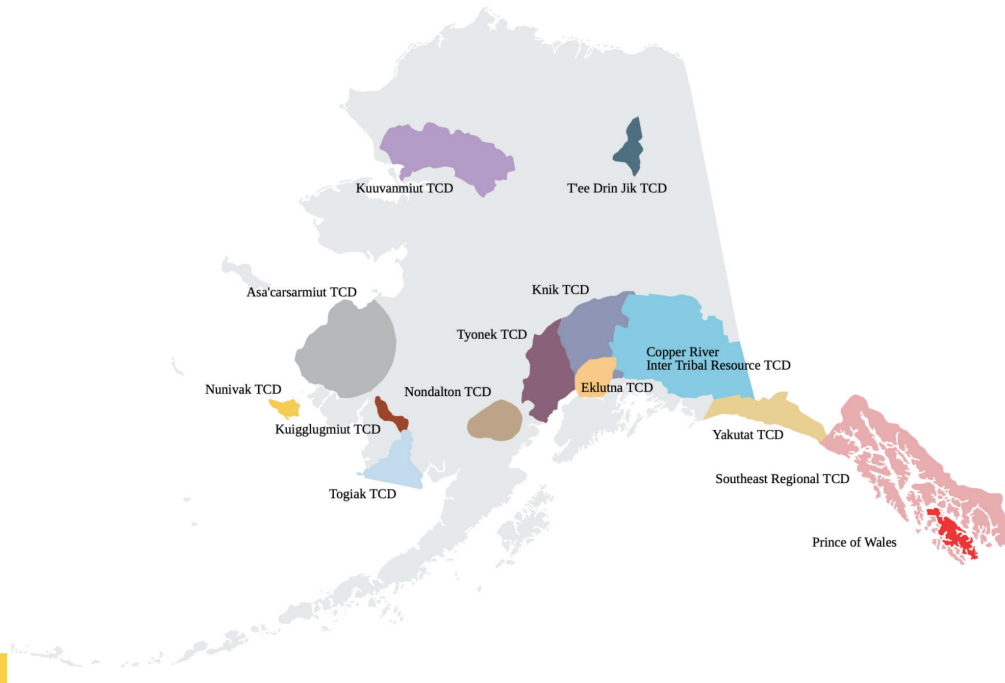 Kuuvanmiut TCD
T'ee Drin Jik TCD
Asa'carsarmiut TCD
Knik TCD
Tyonek TCD
Copper River
Inter Tribal Resource TCD
Nunivak TCD
Nondalton TCD
Eklutna TCD
Kuigglugmiut TCD
Yakutat TCD
Togiak TCD
Southeast Regional TCD
Prince of Wales